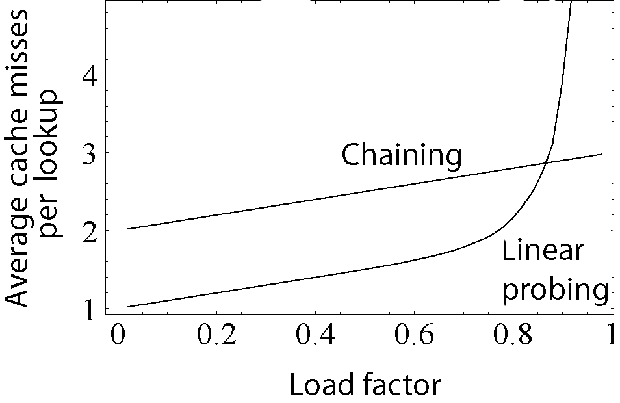 Average cache misses
per lookup
4
3
2
1
Chaining
Linear
probing
0
0.2
0.4
0.6
0.8
1
Load factor